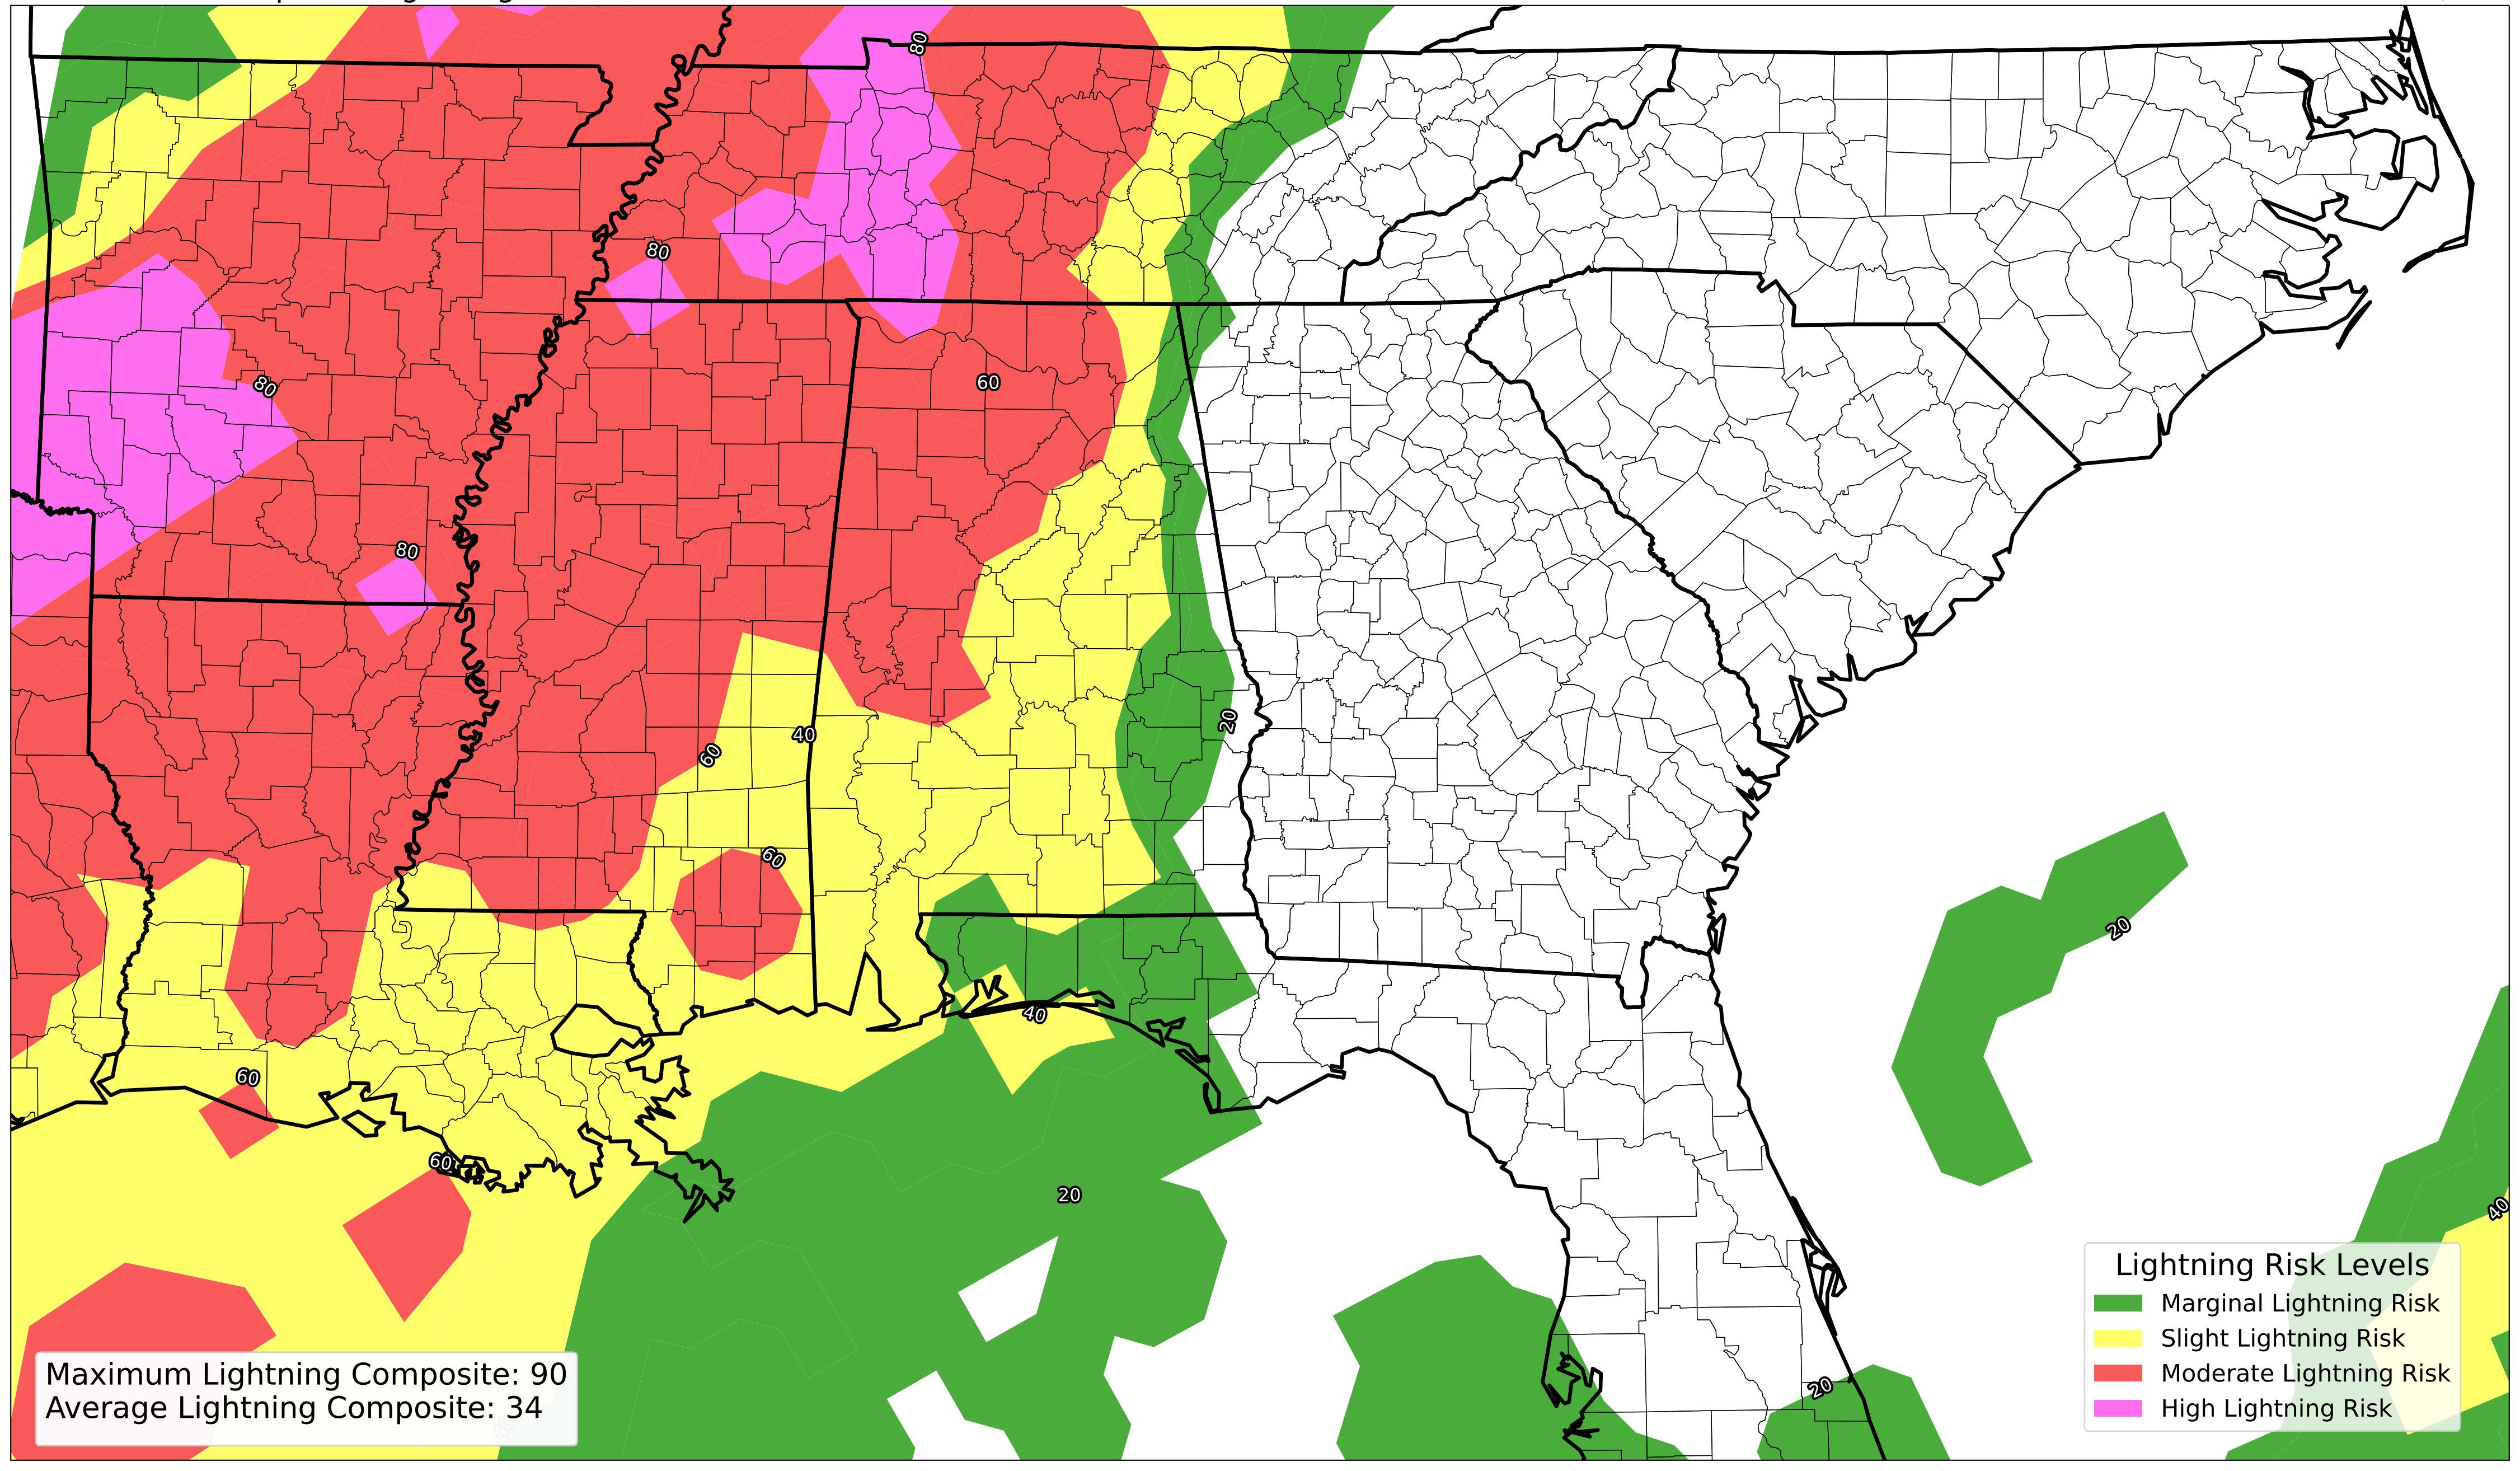 80
80
80
60
80
20
40
60
60
20
40
60
60
20
40
20
Lightning Risk Levels
Marginal Lightning Risk
Slight Lightning Risk
Moderate Lightning Risk
High Lightning Risk
Maximum Lightning Composite: 90
Average Lightning Composite: 34